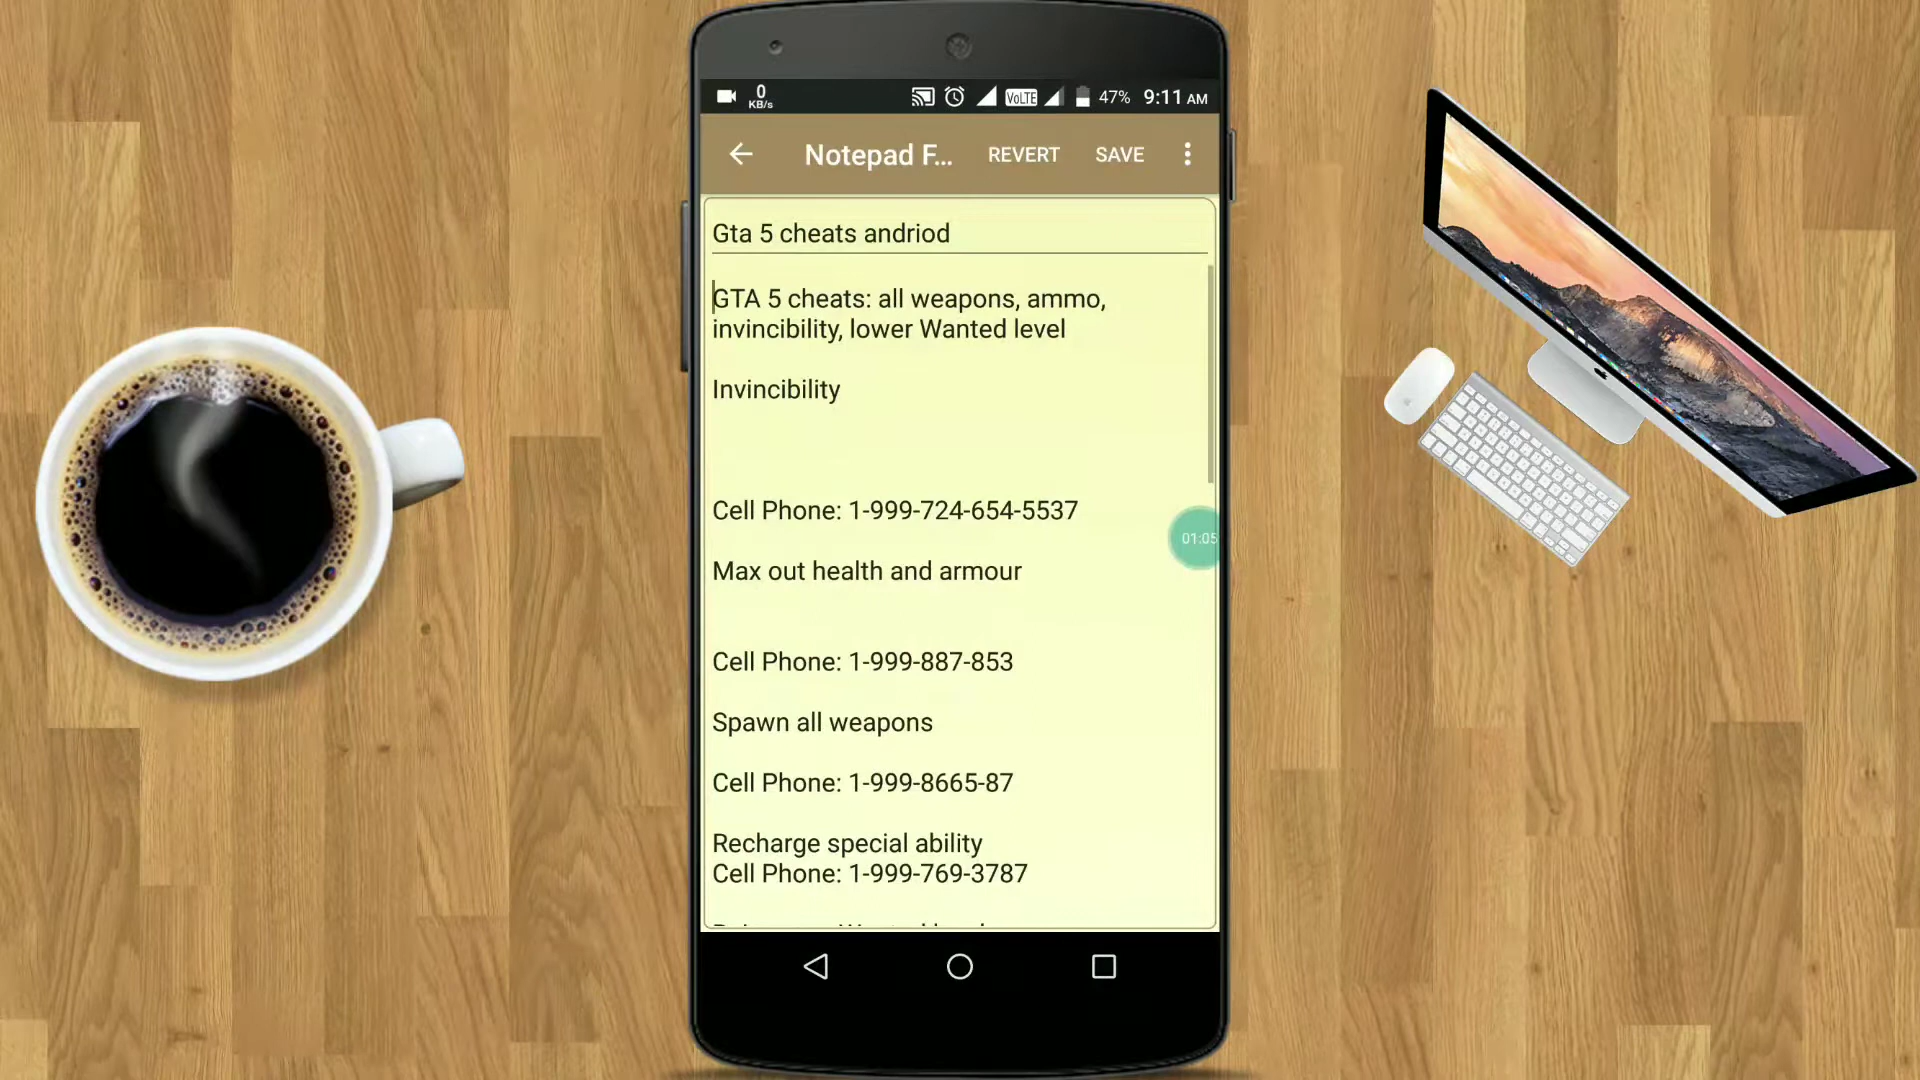 0
KB/s
VoLTE
47%
9:11 AM
Notepad F...
REVERT
SAVE
Gta 5 cheats andriod
GTA 5 cheats: all weapons, ammo,
invincibility, lower Wanted level
Invincibility
Cell Phone: 1-999-724-654-5537
01:05
Max out health and armour
Cell Phone: 1-999-887-853
Spawn all weapons
Cell Phone: 1-999-8665-87
Recharge special ability
Cell Phone: 1-999-769-3787